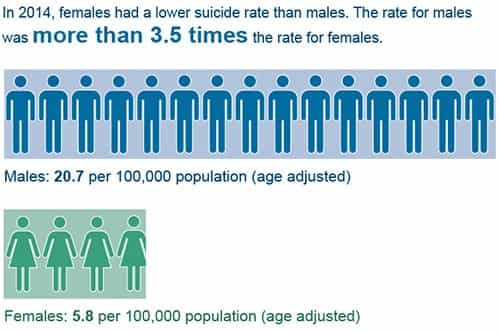 In 2014, females had a lower suicide rate than males. The rate for males
was more than 3.5 times the rate for females.
Males: 20.7 per 100,000 population (age adjusted)
Females: 5.8 per 100,000 population (age adjusted)